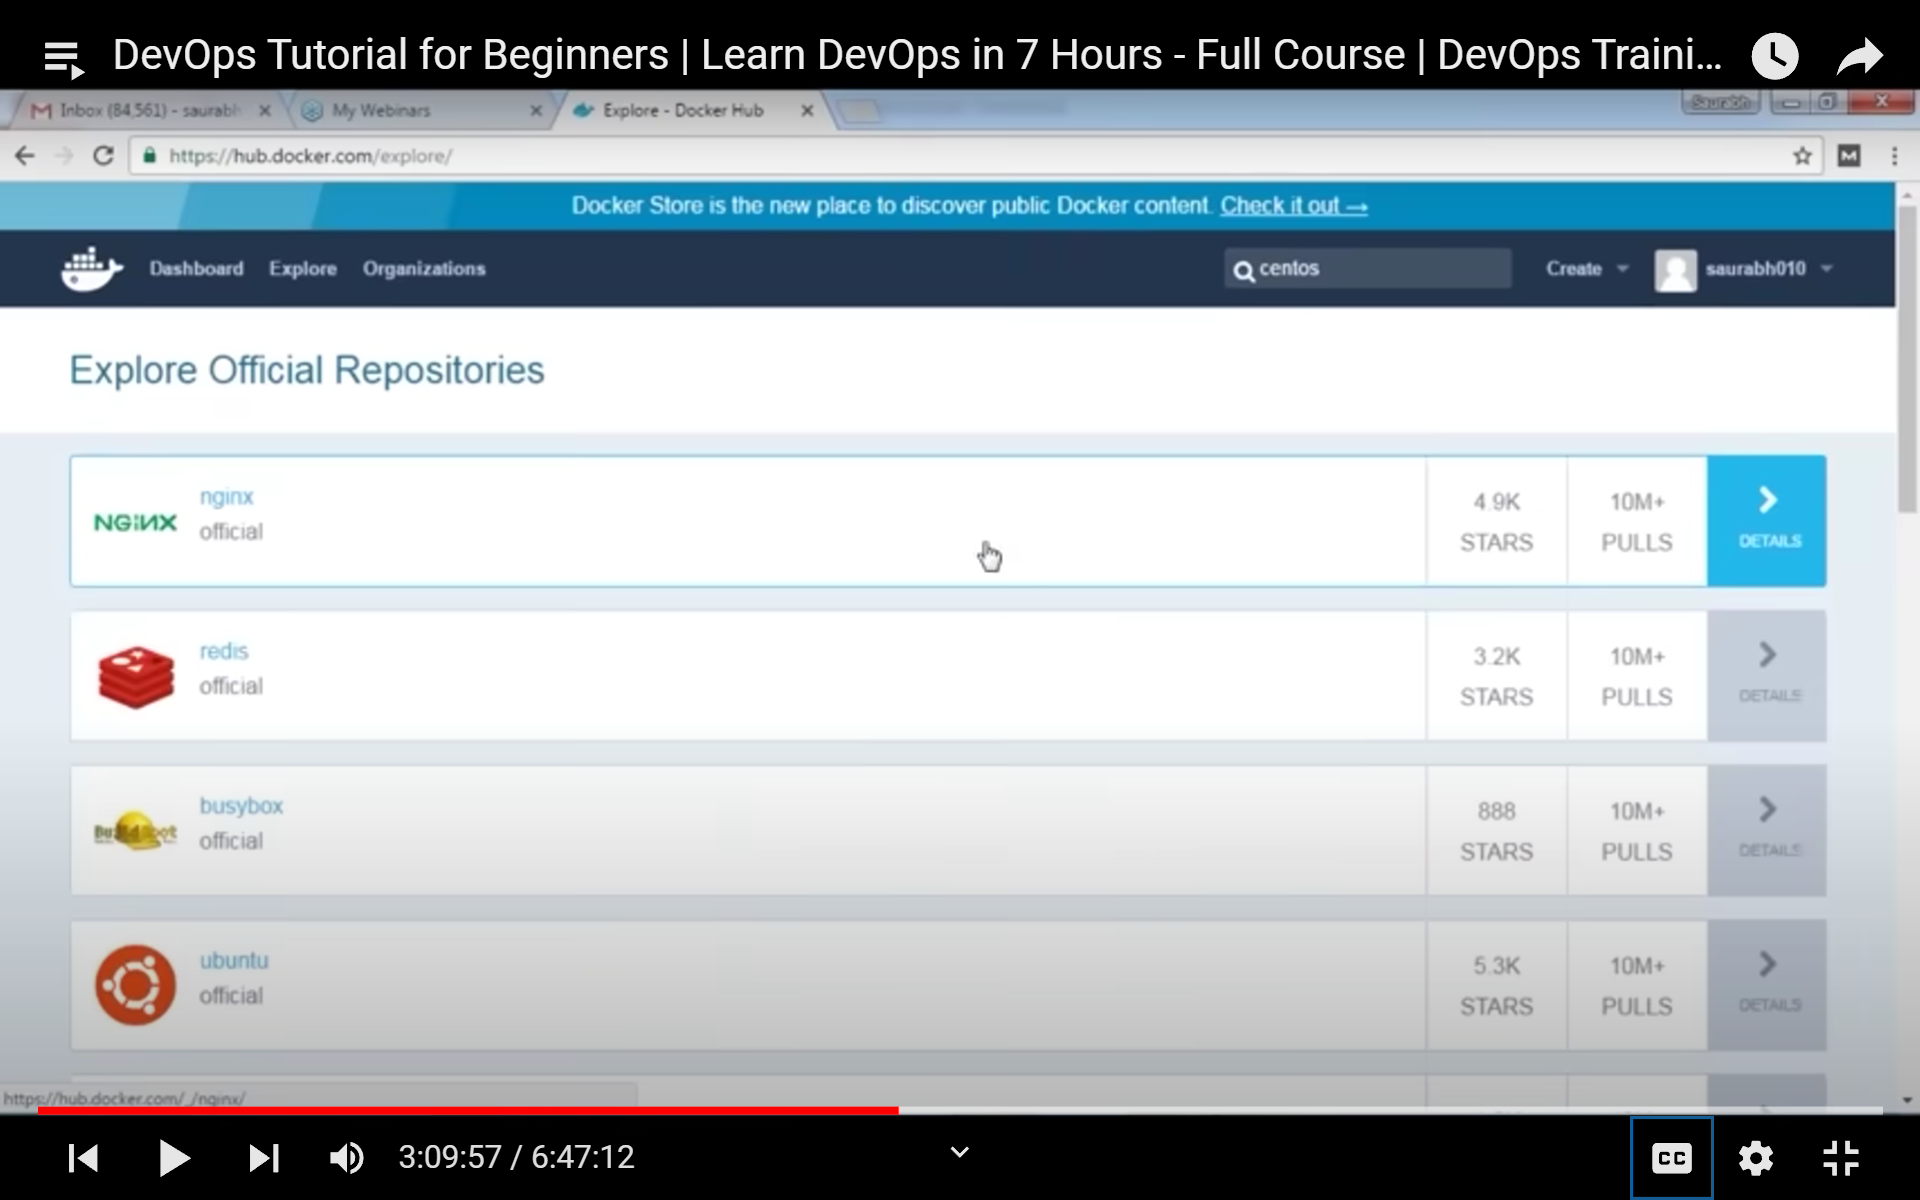 DevOps Tutorial for Beginners | Learn DevOps in 7 Hours - Full Course | DevOps Traini...
Inbox (84,561) - saurabh
My Webinars
Explore - Docker Hub
Saurabh
https://hub.docker.com/explore/
Docker Store is the new place to discover public Docker content. Check it out →
Dashboard Explore Organizations
centos
Create
saurabh010
Explore Official Repositories
NGINX
nginx
official
4.9K
STARS
10M+
PULLS
DETAILS
redis
official
3.2K
STARS
10M+
PULLS
DETAILS
busybox
official
888
STARS
10M+
PULLS
DETAILS
ubuntu
official
5.3K
STARS
10M+
PULLS
DETAILS
https://hub.docker.com/_/nginx/
3:09:57 / 6:47:12
CC